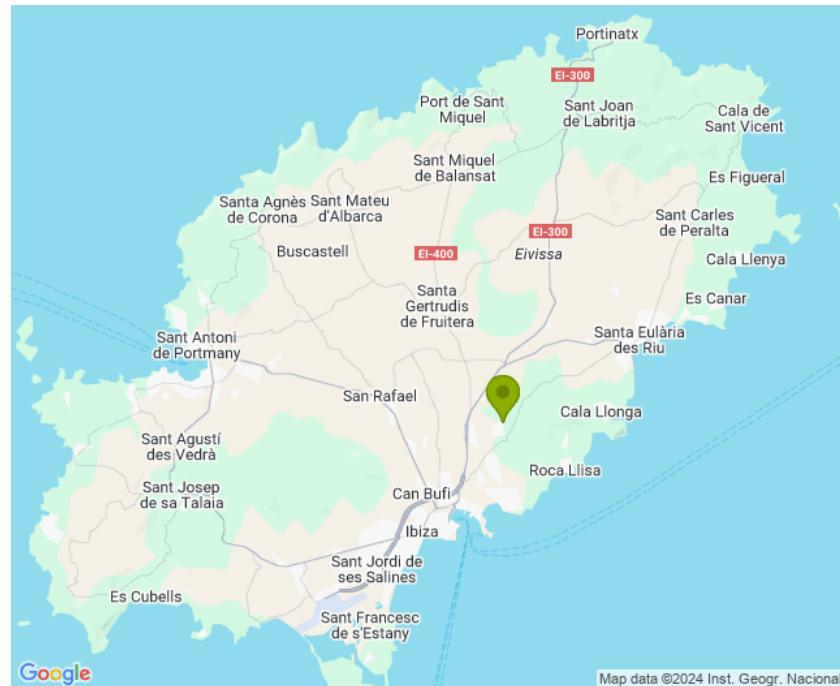 Portinatx
EI-300
Port de Sant
Miquel
Sant Joan
de Labritja
Cala de
Sant Vicent
Sant Miquel
de Balansat
Es Figueral
Santa Agnès
de Corona
Sant Mateu
d'Albarca
Sant Carles
de Peralta
EI-300
Buscastell
EI-400
Eivissa
Cala Llenya
Santa
Gertrudis
de Fruitera
Es Canar
Sant Antoni
de Portmany
Santa Eulària
des Riu
San Rafael
Cala Llonga
Sant Agustí
des Vedrà
Roca Llisa
Sant Josep
de sa Talaia
Can Bufi
Ibiza
Sant Jordi de
ses Salines
Es Cubells
Sant Francesc
de s'Estany
Google
Map data ©2024 Inst. Geogr. Nacional